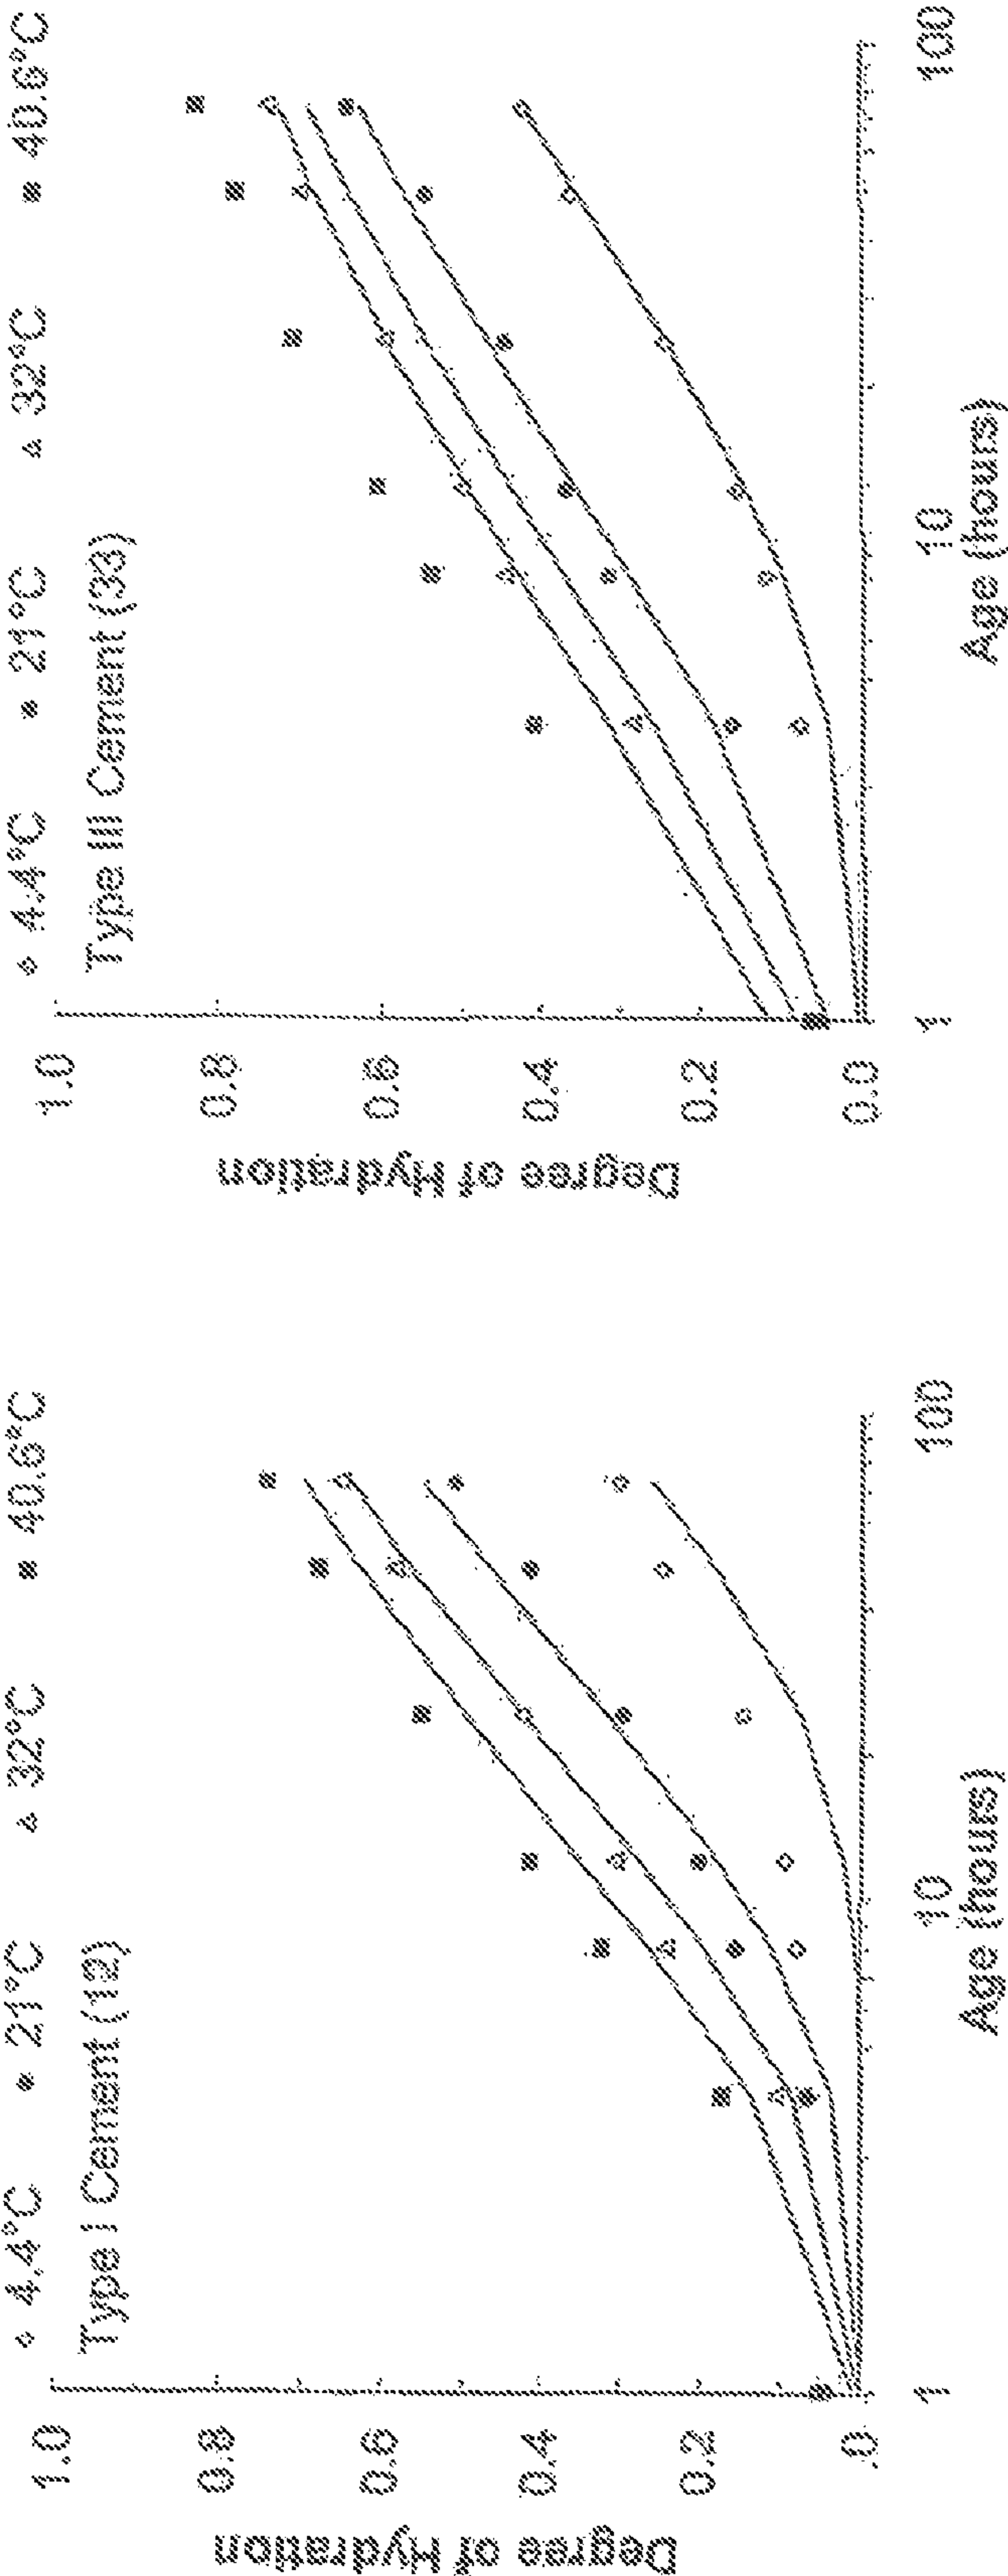 4.4°C 21°C 32°C 40.6°C
Type I Cement (12)
Degree of Hydration
1.0
0.8
0.6
0.4
0.2
.0
1 10 100
Age (hours)
4.4°C 21°C 32°C 40.6°C
Type III Cement (33)
Degree of Hydration
1.0
0.8
0.6
0.4
0.2
0.0
1 10 100
Age (hours)